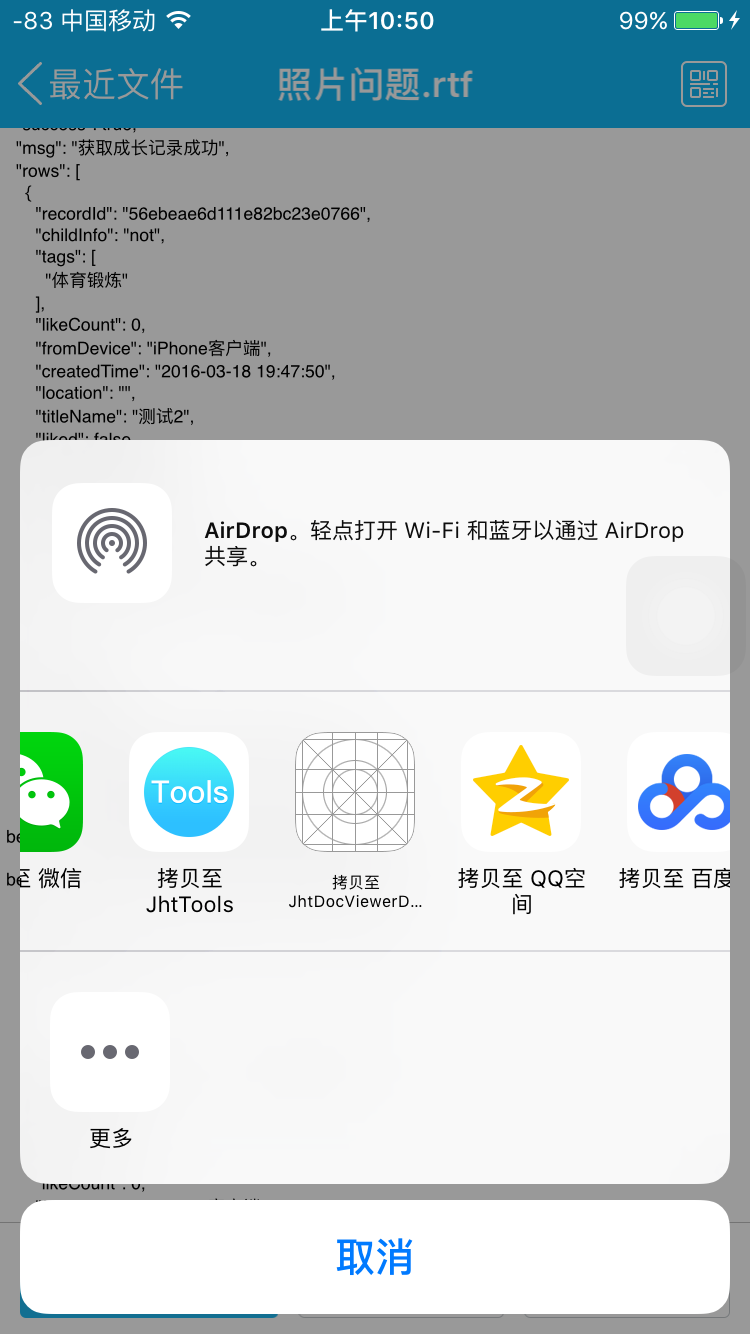 -83 中国移动 上午10:50 99%
最近文件 照片问题.rtf
"success": true,
"msg": "获取成长记录成功",
"rows": [
{
"recordId": "56ebeae6d111e82bc23e0766",
"childInfo": "not",
"tags": [
"体育锻炼"
],
"likeCount": 0,
"fromDevice": "iPhone客户端",
"createdTime": "2016-03-18 19:47:50",
"location": "",
"titleName": "测试2",
"liked": false
AirDrop。轻点打开 Wi-Fi 和蓝牙以通过 AirDrop
共享。
Tools
be
be
至 微信
拷贝至
JhtTools
拷贝至
JhtDocViewerD...
拷贝至 QQ空
间
拷贝至 百度
更多
"likeCount": 0,
取消